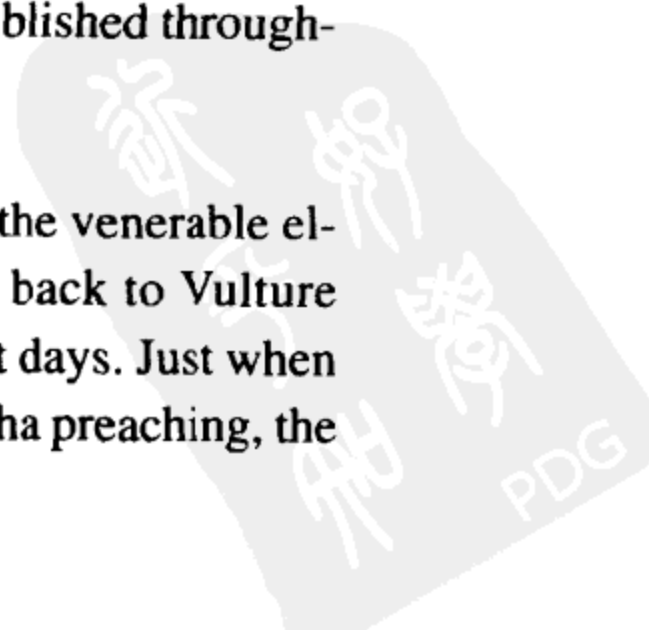 blished through-
the venerable el-
back to Vulture
days. Just when
ha preaching, the
PDG